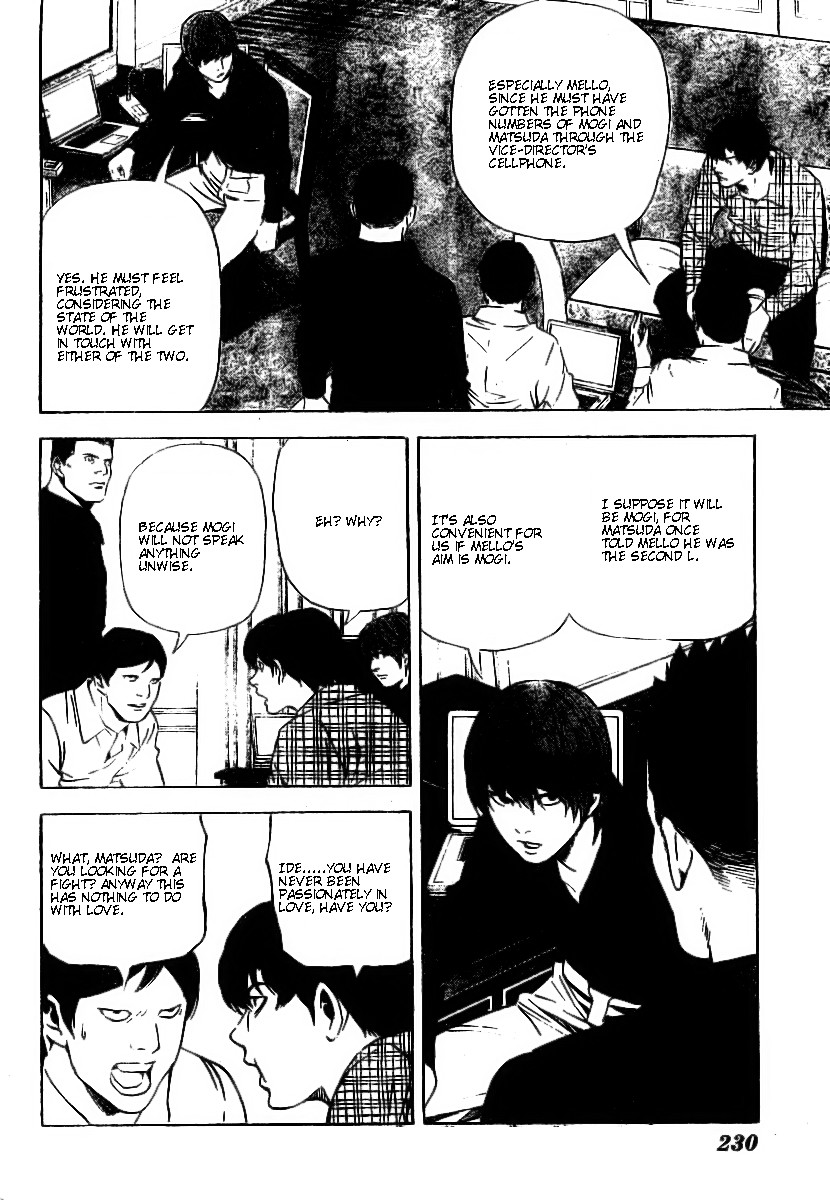 ESPECIALLY MELLO,
SINCE HE MUST HAVE
GOTTEN THE PHONE
NUMBERS OF MOGI AND
MATSUDA THROUGH THE
VICE-DIRECTOR'S
CELLPHONE.
YES. HE MUST FEEL
FRUSTRATED,
CONSIDERING THE
STATE OF THE
WORLD. HE WILL GET
IN TOUCH WITH
EITHER OF THE TWO.
I SUPPOSE IT WILL
BE MOGI, FOR
MATSUDA ONCE
TOLD MELLO HE WAS
THE SECOND L.
IT'S ALSO
CONVENIENT FOR
US IF MELLO'S
AIM IS MOGI.
EH? WHY?
BECAUSE MOGI
WILL NOT SPEAK
ANYTHING
UNWISE.
IDE.....YOU HAVE
NEVER BEEN
PASSIONATELY IN
LOVE, HAVE YOU?
WHAT, MATSUDA? ARE
YOU LOOKING FOR A
FIGHT? ANYWAY THIS
HAS NOTHING TO DO
WITH LOVE.
230